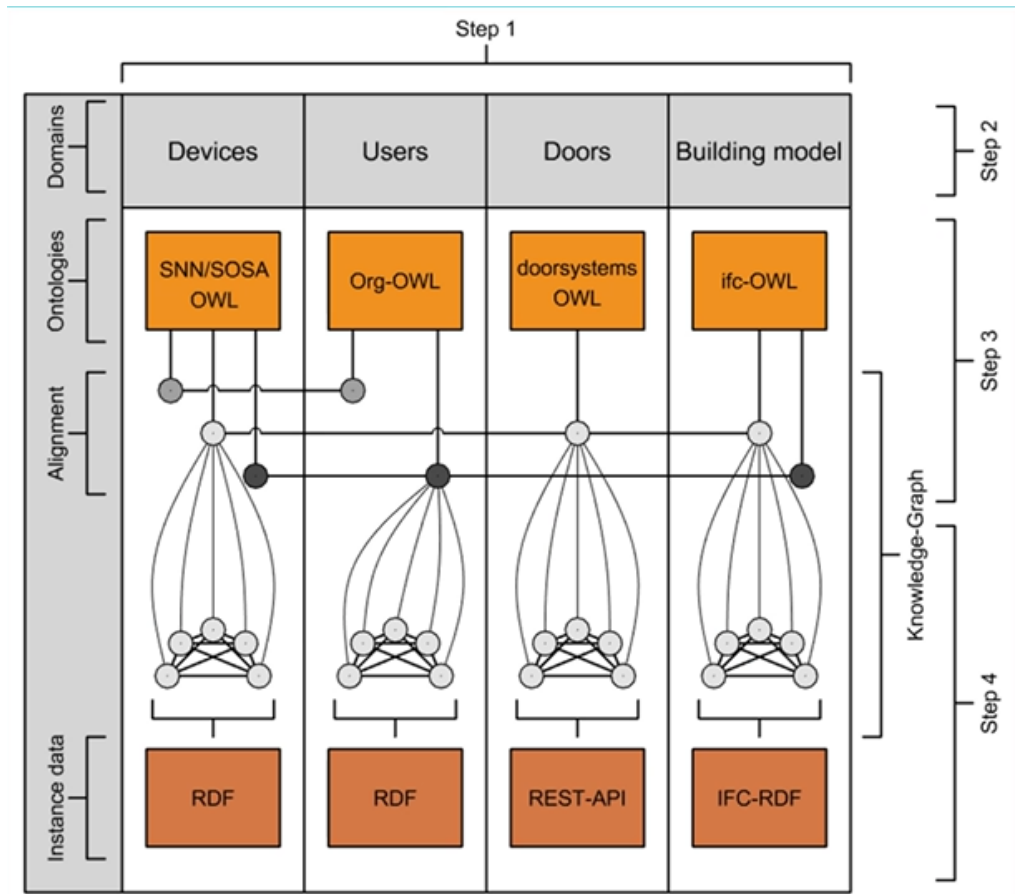 Step 1
Domains
Devices
Users
Doors
Building model
Step 2
Ontologies
SNN/SOSA
OWL
Org-OWL
doorsystems
OWL
ifc-OWL
Step 3
Alignment
Knowledge-Graph
Step 4
Instance data
RDF
RDF
REST-API
IFC-RDF